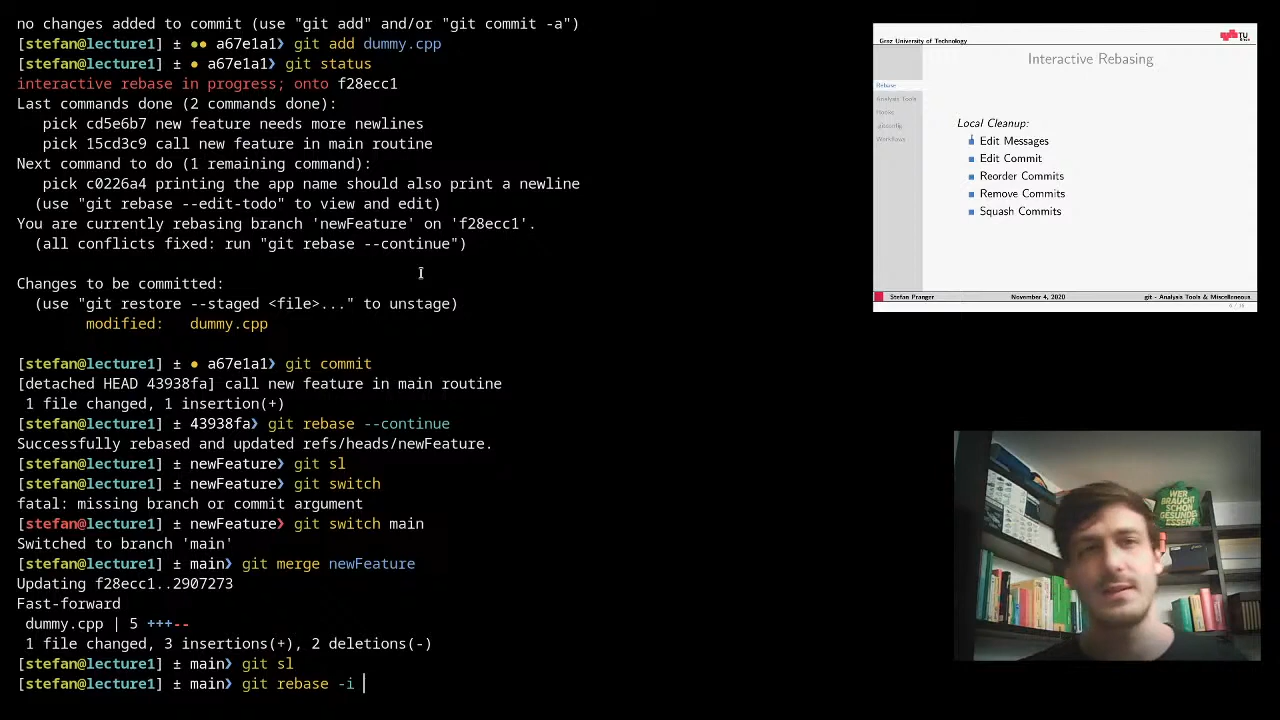 no changes added to commit (use "git add" and/or "git commit -a")
[stefan@lecture1] ± ●● a67e1a1❯ git add dummy.cpp
[stefan@lecture1] ± ● a67e1a1❯ git status
interactive rebase in progress; onto f28ecc1
Last commands done (2 commands done):
   pick cd5e6b7 new feature needs more newlines
   pick 15cd3c9 call new feature in main routine
Next command to do (1 remaining command):
   pick c0226a4 printing the app name should also print a newline
  (use "git rebase --edit-todo" to view and edit)
You are currently rebasing branch 'newFeature' on 'f28ecc1'.
  (all conflicts fixed: run "git rebase --continue")
Changes to be committed:
  (use "git restore --staged <file>..." to unstage)
        modified:   dummy.cpp
[stefan@lecture1] ± ● a67e1a1❯ git commit
[detached HEAD 43938fa] call new feature in main routine
 1 file changed, 1 insertion(+)
[stefan@lecture1] ± 43938fa❯ git rebase --continue
Successfully rebased and updated refs/heads/newFeature.
[stefan@lecture1] ± newFeature❯ git sl
[stefan@lecture1] ± newFeature❯ git switch
fatal: missing branch or commit argument
[stefan@lecture1] ± newFeature❯ git switch main
Switched to branch 'main'
[stefan@lecture1] ± main❯ git merge newFeature
Updating f28ecc1..2907273
Fast-forward
 dummy.cpp | 5 +++--
 1 file changed, 3 insertions(+), 2 deletions(-)
[stefan@lecture1] ± main❯ git sl
[stefan@lecture1] ± main❯ git rebase -i
Graz University of Technology
TU
Interactive Rebasing
Rebase
Analysis Tools
Hooks
.gitconfig
Workflows
Local Cleanup:
Edit Messages
Edit Commit
Reorder Commits
Remove Commits
Squash Commits
Stefan Pranger
November 4, 2020
git - Analysis Tools & Miscellaneous
WER
BRAUCHT
SCHON
GESUNDES
ESSEN?